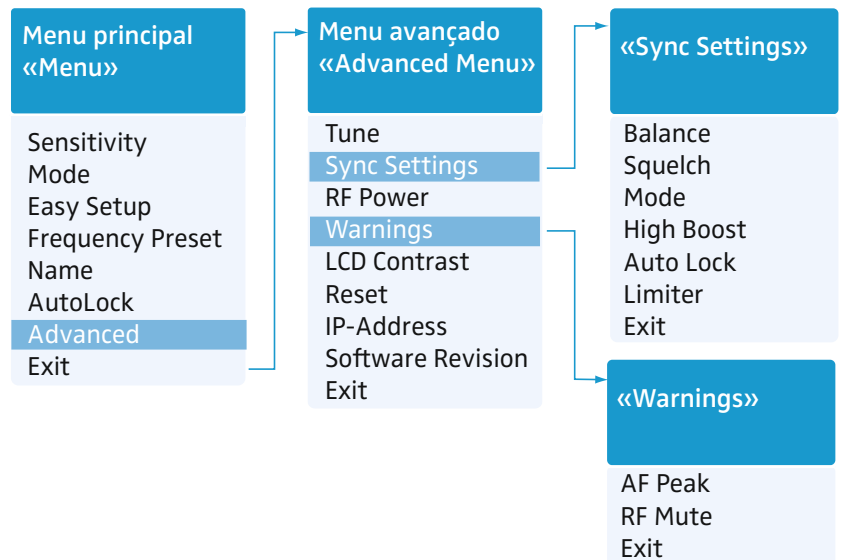 Menu principal
«Menu»
Sensitivity
Mode
Easy Setup
Frequency Preset
Name
AutoLock
Advanced
Exit
Menu avançado
«Advanced Menu»
Tune
Sync Settings
RF Power
Warnings
LCD Contrast
Reset
IP-Address
Software Revision
Exit
«Sync Settings»
Balance
Squelch
Mode
High Boost
Auto Lock
Limiter
Exit
«Warnings»
AF Peak
RF Mute
Exit